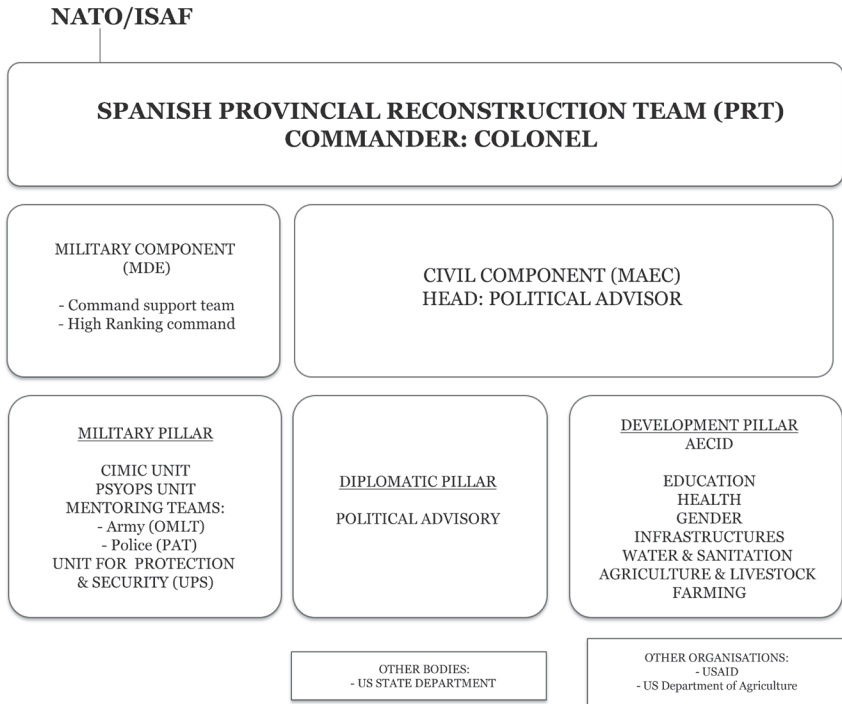 NATO/ISAF
SPANISH PROVINCIAL RECONSTRUCTION TEAM (PRT)
COMMANDER: COLONEL
MILITARY COMPONENT
(MDE)
- Command support team
- High Ranking command
CIVIL COMPONENT (MAEC)
HEAD: POLITICAL ADVISOR
MILITARY PILLAR
CIMIC UNIT
PSYOPS UNIT
MENTORING TEAMS:
- Army (OMLT)
- Police (PAT)
UNIT FOR PROTECTION
& SECURITY (UPS)
DIPLOMATIC PILLAR
POLITICAL ADVISORY
DEVELOPMENT PILLAR
AECID
EDUCATION
HEALTH
GENDER
INFRASTRUCTURES
WATER & SANITATION
AGRICULTURE & LIVESTOCK
FARMING
OTHER BODIES:
- US STATE DEPARTMENT
OTHER ORGANISATIONS:
- USAID
- US Department of Agriculture